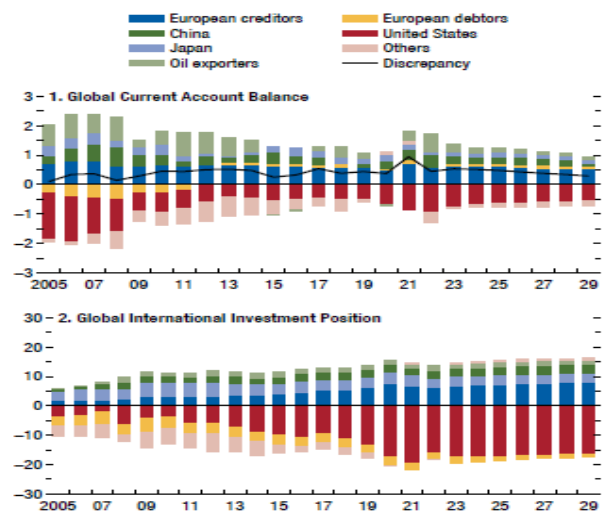 European creditors European debtors
China United States
Japan Others
Oil exporters Discrepancy
3 – 1. Global Current Account Balance
2
1
0
–1
–2
–3
2005 07 09 11 13 15 17 19 21 23 25 27 29
30 – 2. Global International Investment Position
20
10
0
–10
–20
–30
2005 07 09 11 13 15 17 19 21 23 25 27 29